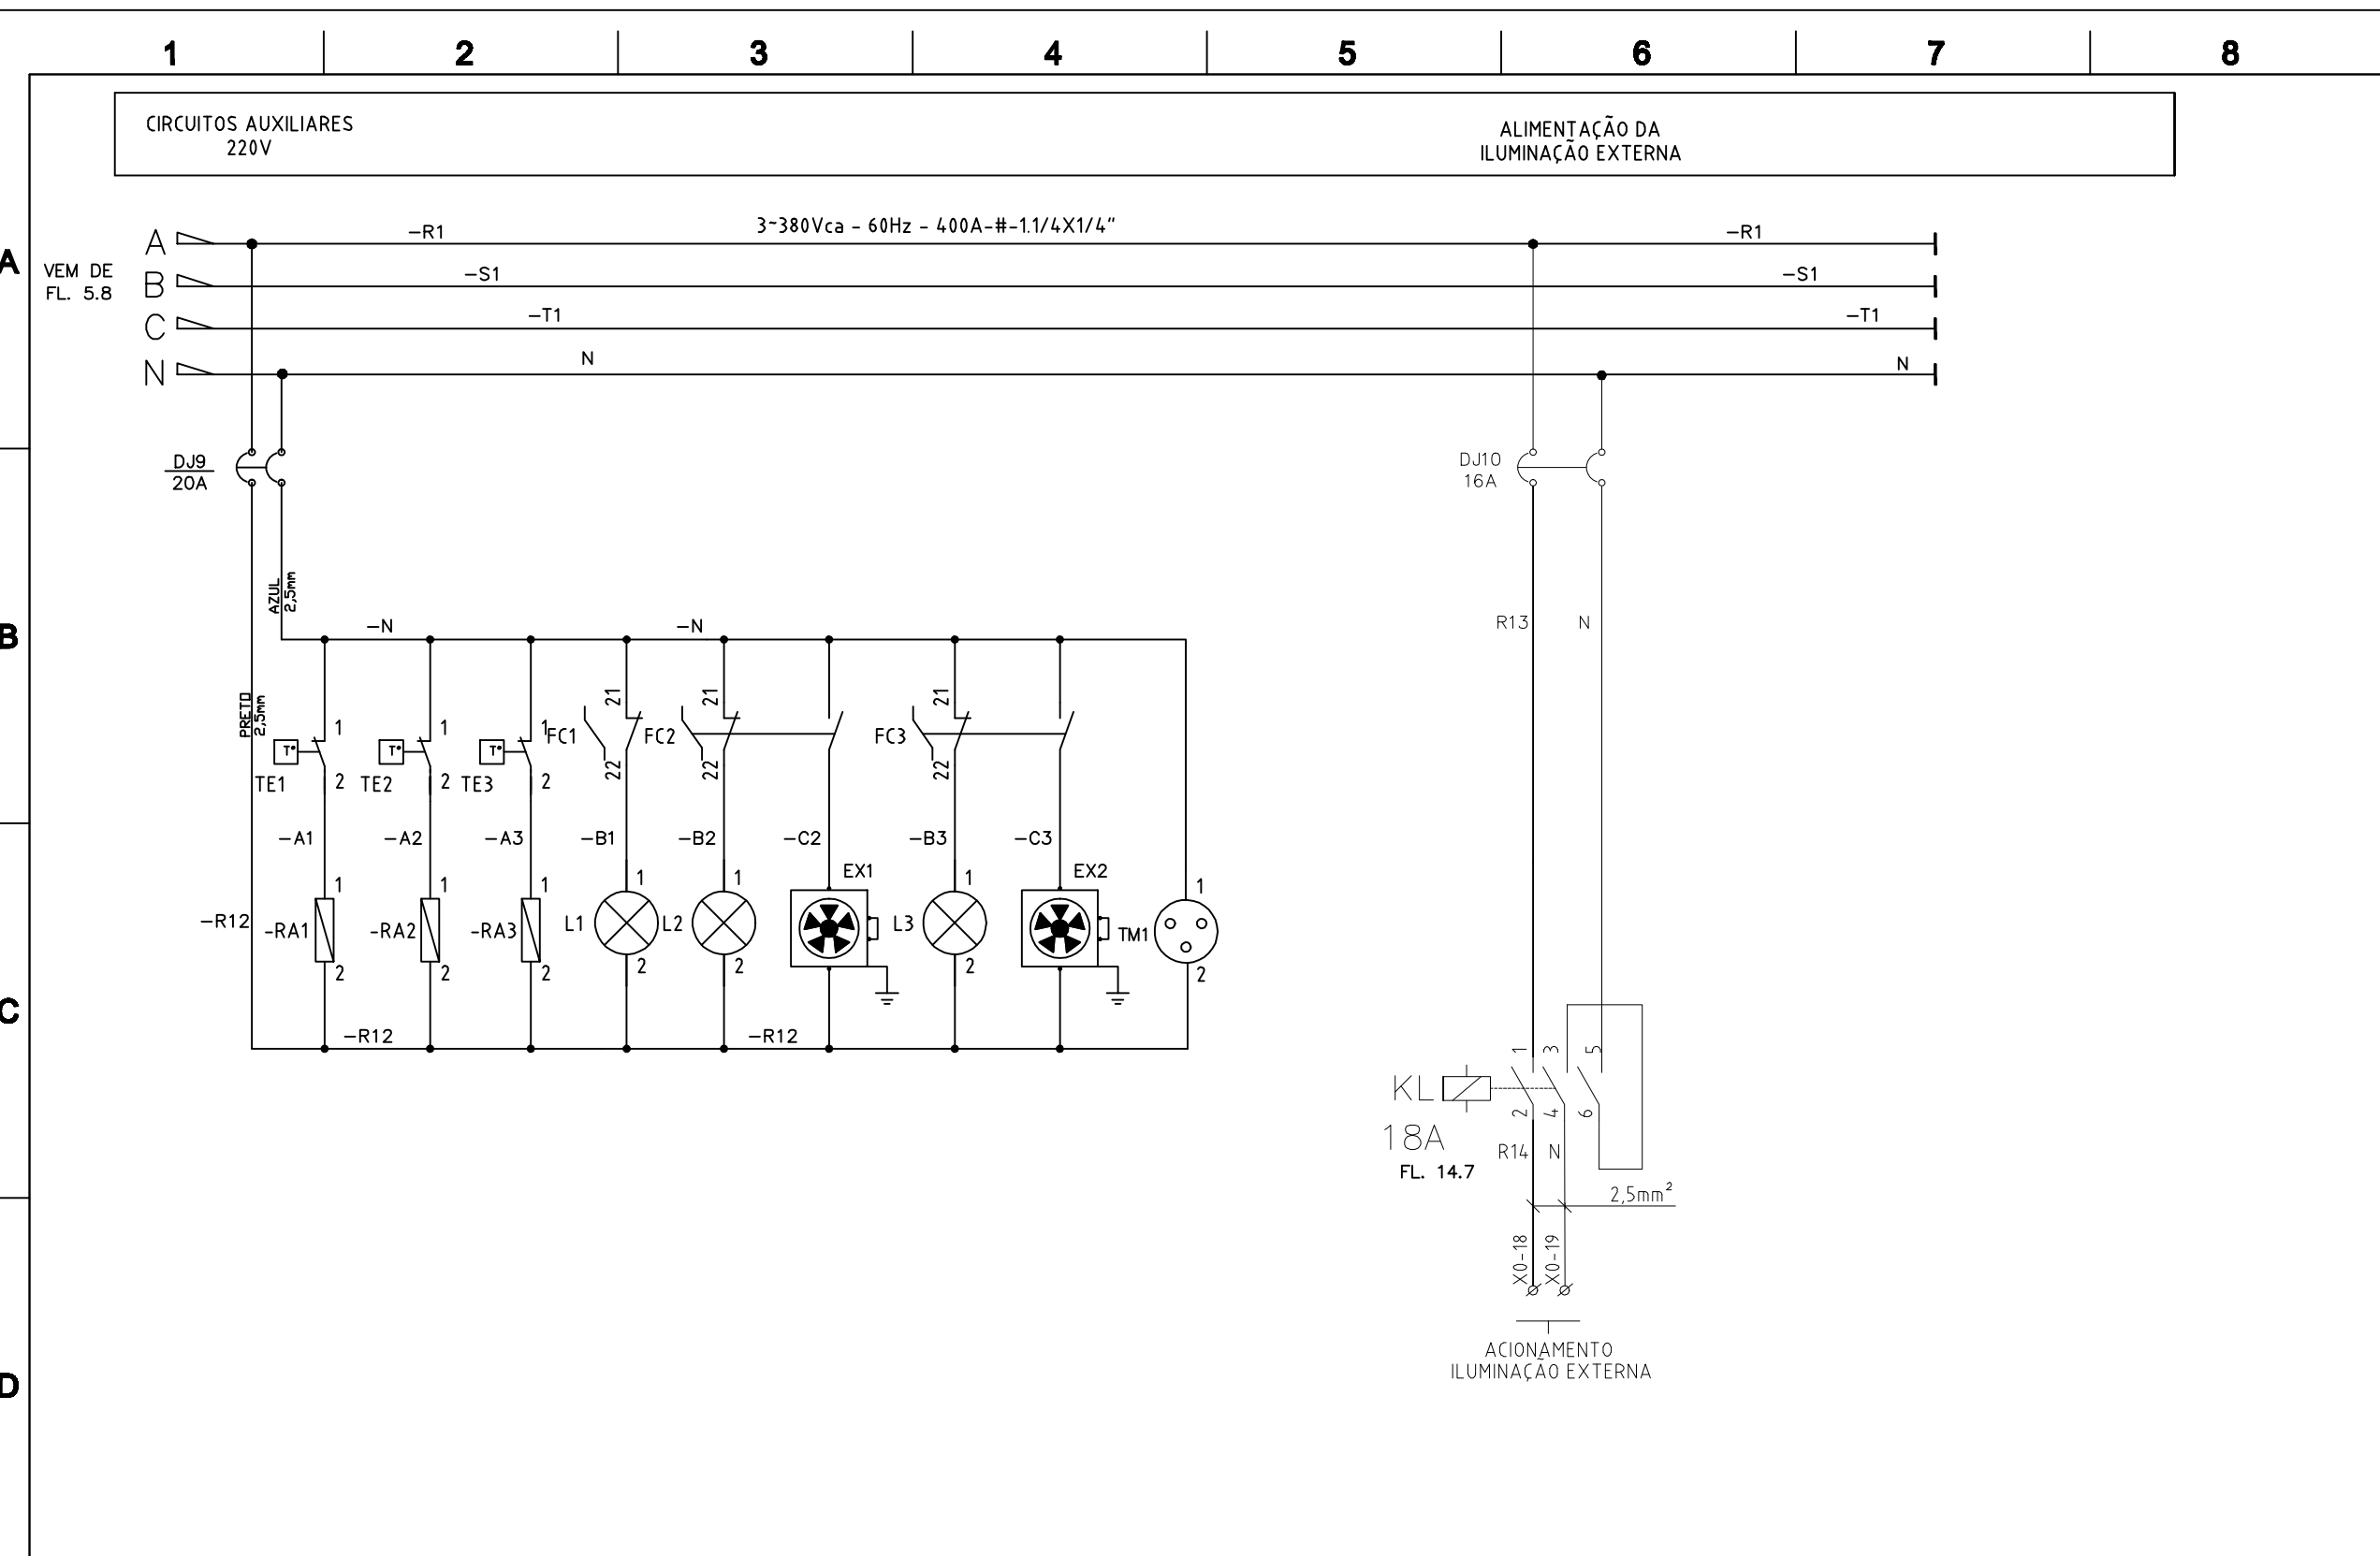 1 2 3 4 5 6 7 8
CIRCUITOS AUXILIARES
220V
ALIMENTAÇÃO DA
ILUMINAÇÃO EXTERNA
A
VEM DE
FL. 5.8
A
B
C
N
-R1
3~380Vca - 60Hz - 400A-#-1.1/4X1/4"
-R1
-S1
-S1
-T1
-T1
N
N
DJ9
20A
DJ10
16A
AZUL
2,5mm
B
-N
-N
R13
N
PRETO
2,5mm
21
21
21
1
1
1
FC1
FC2
FC3
T°
T°
T°
22
22
22
TE1
2
TE2
2
TE3
2
-A1
-A2
-A3
-B1
-B2
-C2
-B3
-C3
EX1
EX2
1
1
1
1
1
1
1
-R12
-RA1
-RA2
-RA3
L1
L2
L3
TM1
2
2
2
2
2
2
2
C
-R12
-R12
1
3
5
KL
2
4
6
18A
R14
N
FL. 14.7
2,5mm²
X0-18
X0-19
ACIONAMENTO
ILUMINAÇÃO EXTERNA
D